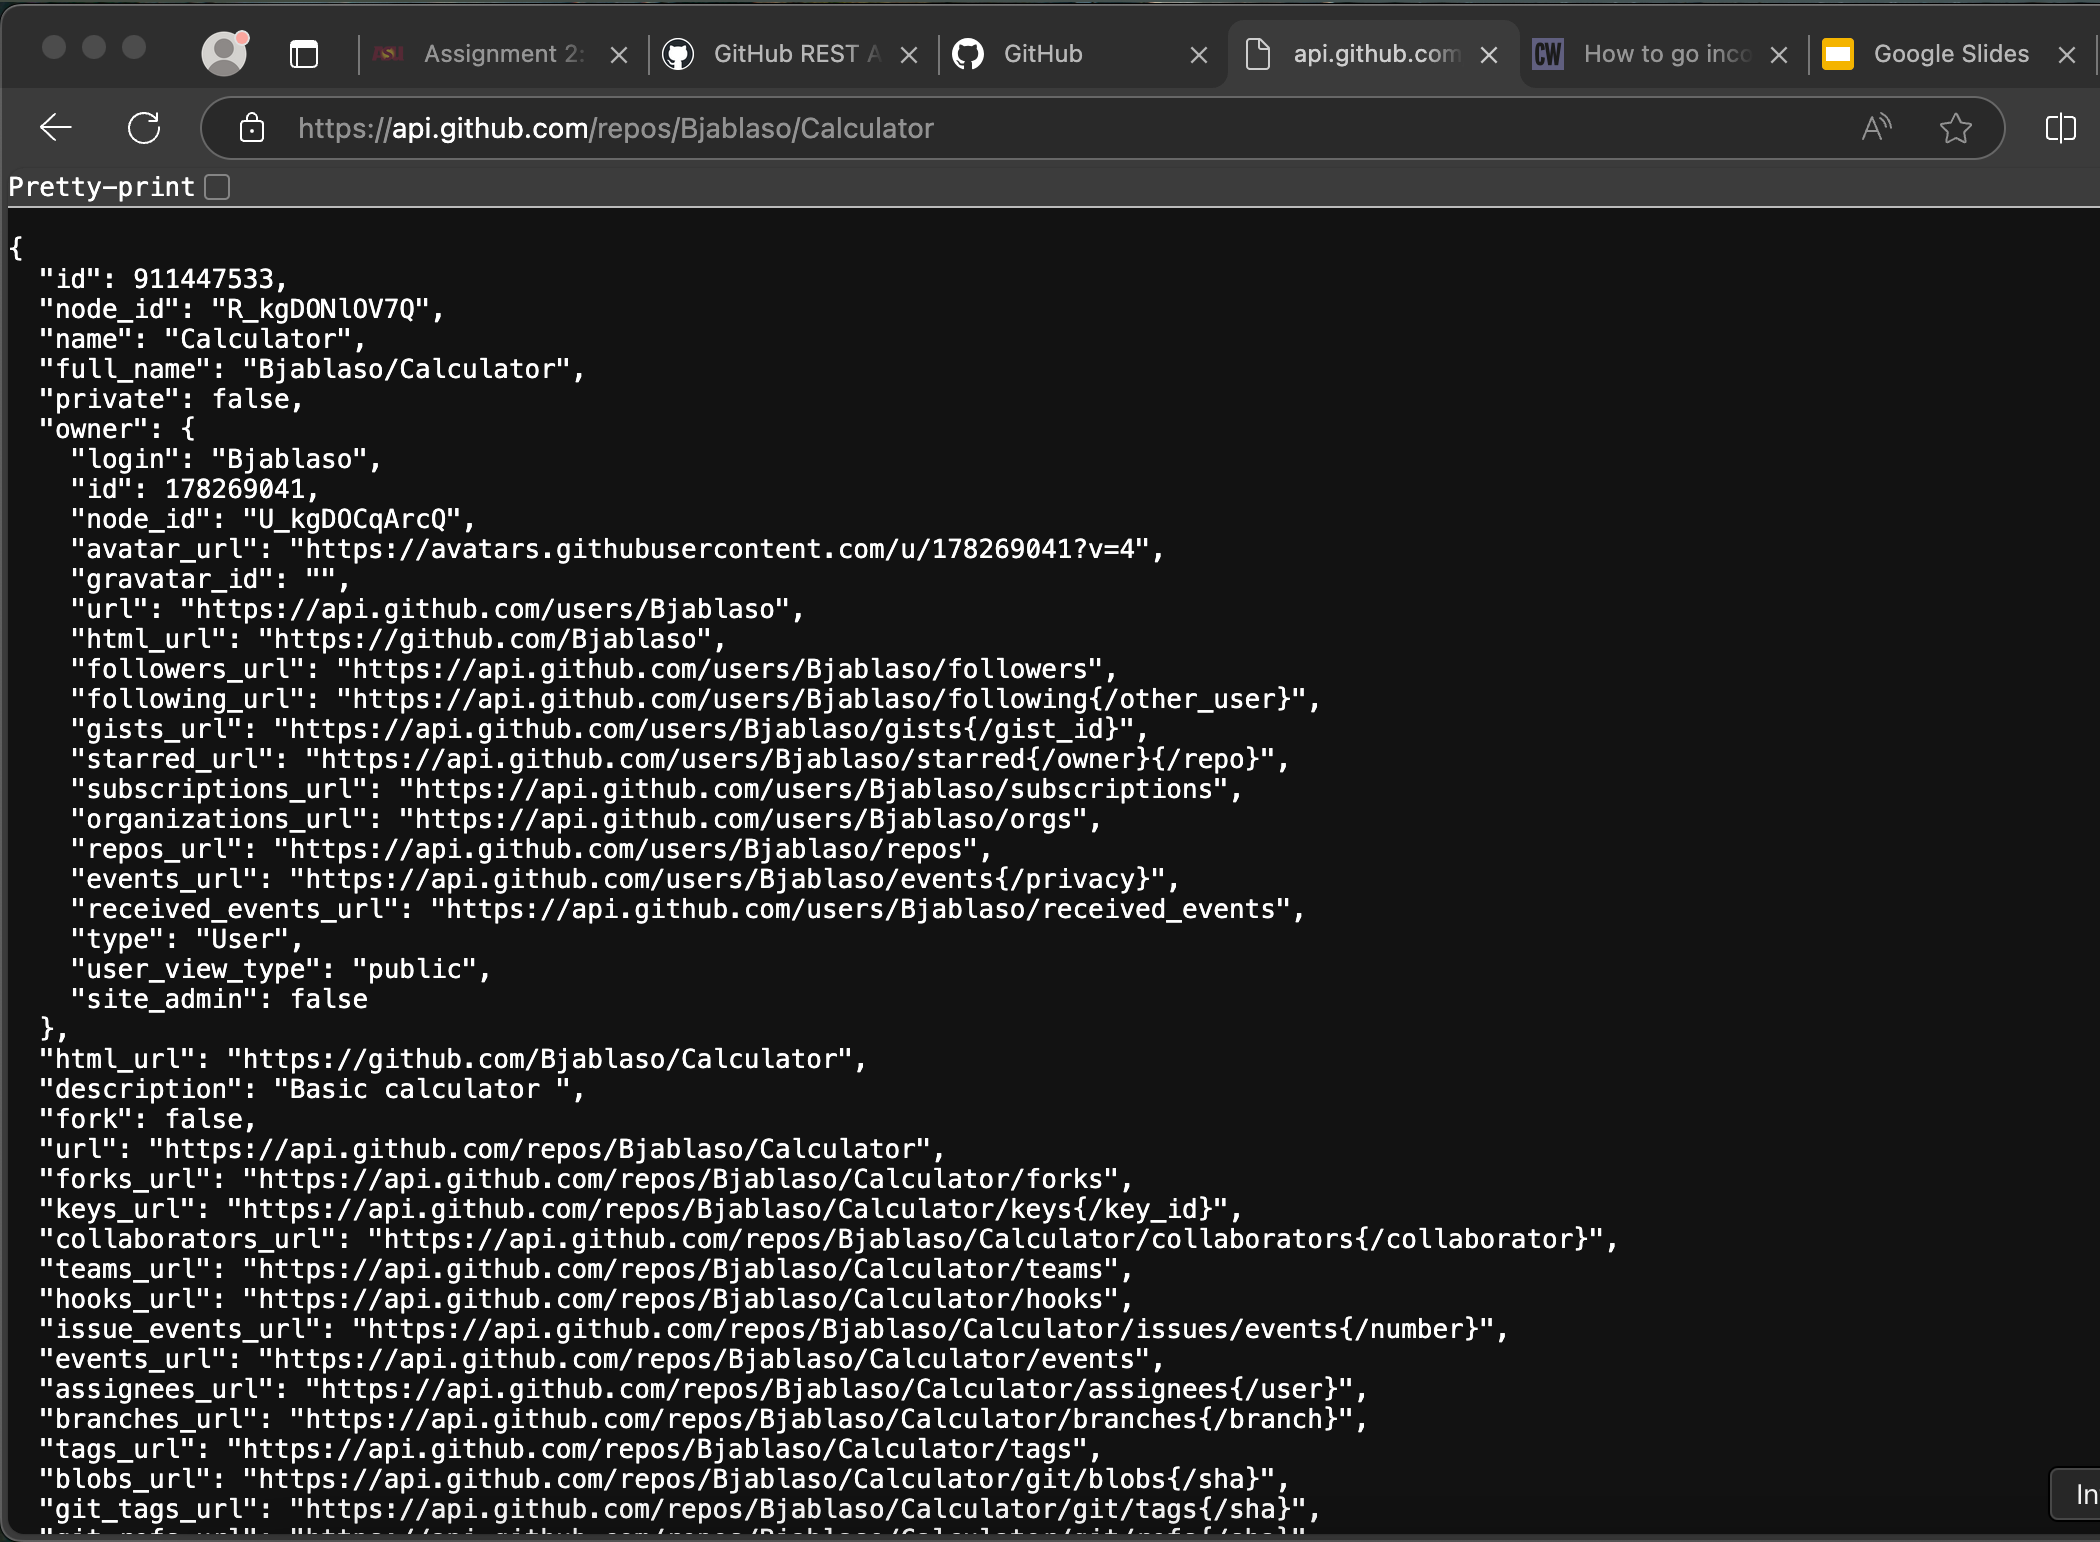 ASU Assignment 2:
GitHub REST A
GitHub
api.github.com
CW How to go inco
Google Slides
https://api.github.com/repos/Bjablaso/Calculator
Pretty-print
{
"id": 911447533,
"node_id": "R_kgDONlOV7Q",
"name": "Calculator",
"full_name": "Bjablaso/Calculator",
"private": false,
"owner": {
"login": "Bjablaso",
"id": 178269041,
"node_id": "U_kgDOCqArcQ",
"avatar_url": "https://avatars.githubusercontent.com/u/178269041?v=4",
"gravatar_id": "",
"url": "https://api.github.com/users/Bjablaso",
"html_url": "https://github.com/Bjablaso",
"followers_url": "https://api.github.com/users/Bjablaso/followers",
"following_url": "https://api.github.com/users/Bjablaso/following{/other_user}",
"gists_url": "https://api.github.com/users/Bjablaso/gists{/gist_id}",
"starred_url": "https://api.github.com/users/Bjablaso/starred{/owner}{/repo}",
"subscriptions_url": "https://api.github.com/users/Bjablaso/subscriptions",
"organizations_url": "https://api.github.com/users/Bjablaso/orgs",
"repos_url": "https://api.github.com/users/Bjablaso/repos",
"events_url": "https://api.github.com/users/Bjablaso/events{/privacy}",
"received_events_url": "https://api.github.com/users/Bjablaso/received_events",
"type": "User",
"user_view_type": "public",
"site_admin": false
},
"html_url": "https://github.com/Bjablaso/Calculator",
"description": "Basic calculator ",
"fork": false,
"url": "https://api.github.com/repos/Bjablaso/Calculator",
"forks_url": "https://api.github.com/repos/Bjablaso/Calculator/forks",
"keys_url": "https://api.github.com/repos/Bjablaso/Calculator/keys{/key_id}",
"collaborators_url": "https://api.github.com/repos/Bjablaso/Calculator/collaborators{/collaborator}",
"teams_url": "https://api.github.com/repos/Bjablaso/Calculator/teams",
"hooks_url": "https://api.github.com/repos/Bjablaso/Calculator/hooks",
"issue_events_url": "https://api.github.com/repos/Bjablaso/Calculator/issues/events{/number}",
"events_url": "https://api.github.com/repos/Bjablaso/Calculator/events",
"assignees_url": "https://api.github.com/repos/Bjablaso/Calculator/assignees{/user}",
"branches_url": "https://api.github.com/repos/Bjablaso/Calculator/branches{/branch}",
"tags_url": "https://api.github.com/repos/Bjablaso/Calculator/tags",
"blobs_url": "https://api.github.com/repos/Bjablaso/Calculator/git/blobs{/sha}",
In
"git_tags_url": "https://api.github.com/repos/Bjablaso/Calculator/git/tags{/sha}",